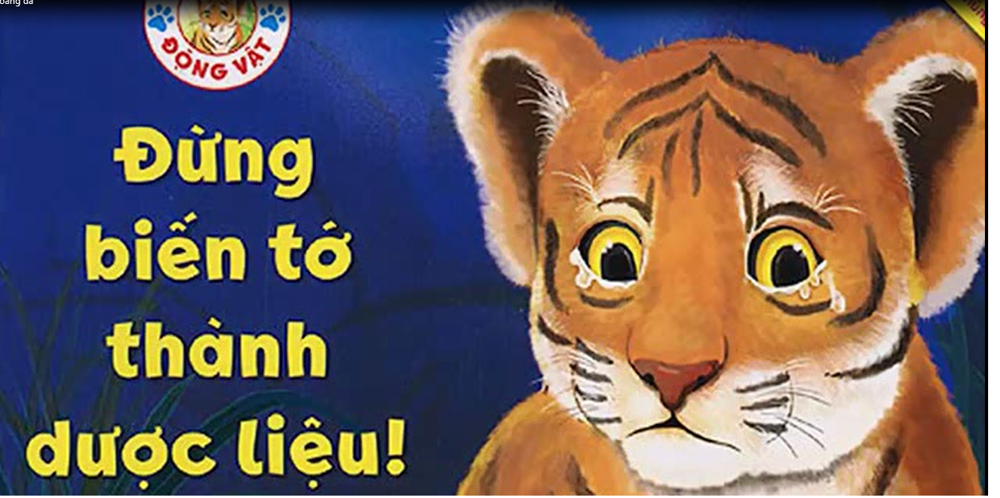 ĐỘNG VẬT
Đừng
biến tớ
thành
dược liệu!